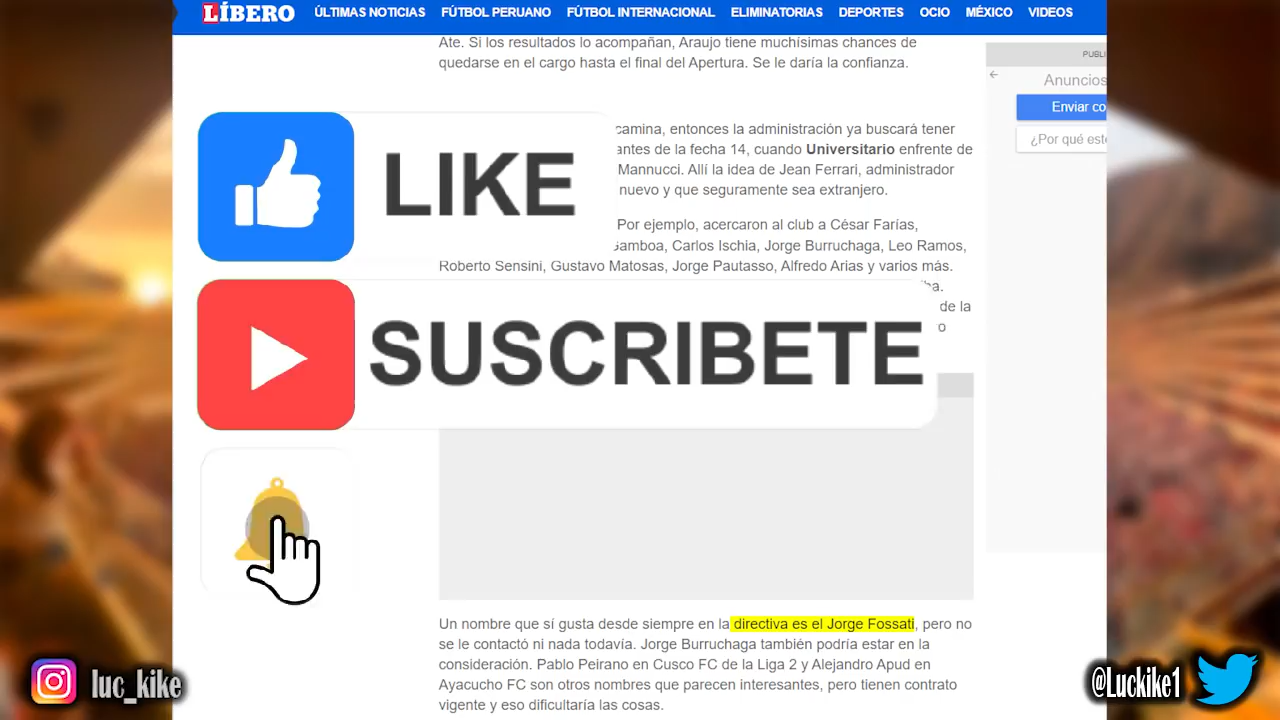 LÍBERO ÚLTIMAS NOTICIAS FÚTBOL PERUANO FÚTBOL INTERNACIONAL ELIMINATORIAS DEPORTES OCIO MÉXICO VIDEOS
Ate. Si los resultados lo acompañan, Araujo tiene muchísimas chances de
quedarse en el cargo hasta el final del Apertura. Se le daría la confianza.
Anuncios
Enviar co
¿Por qué este
camina, entonces la administración ya buscará tener
antes de la fecha 14, cuando Universitario enfrente de
Mannucci. Allí la idea de Jean Ferrari, administrador
nuevo y que seguramente sea extranjero.
LIKE
Por ejemplo, acercaron al club a César Farías,
Gamboa, Carlos Ischia, Jorge Burruchaga, Leo Ramos,
Roberto Sensini, Gustavo Matosas, Jorge Pautasso, Alfredo Arias y varios más.
de la
SUSCRIBETE
Un nombre que sí gusta desde siempre en la directiva es el Jorge Fossati, pero no
se le contactó ni nada todavía. Jorge Burruchaga también podría estar en la
consideración. Pablo Peirano en Cusco FC de la Liga 2 y Alejandro Apud en
Ayacucho FC son otros nombres que parecen interesantes, pero tienen contrato
vigente y eso dificultaría las cosas.
luc_kike
@Luckike1